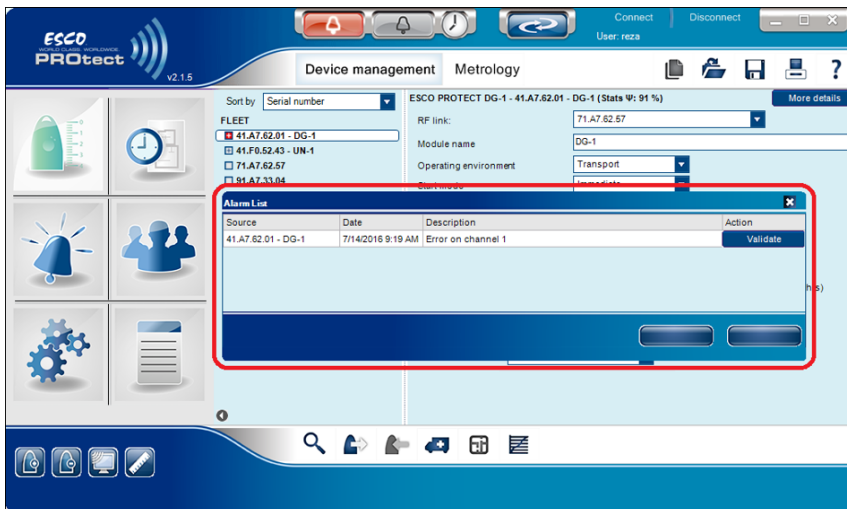 ESCO
WORLD CLASS. WORLDWIDE.
PROtect
v2.1.5
Connect
Disconnect
User: reza
Device management
Metrology
?
Sort by
Serial number
FLEET
41.A7.62.01 - DG-1
41.F0.52.43 - UN-1
71.A7.62.57
91.A7.33.04
ESCO PROTECT DG-1 - 41.A7.62.01 - DG-1 (Stats Ψ: 91 %)
More details
RF link:
71.A7.62.57
Module name
DG-1
Operating environment
Transport
Start mode
Immediate
Alarm List
Source
Date
Description
Action
41.A7.62.01 - DG-1
7/14/2016 9:19 AM
Error on channel 1
Validate